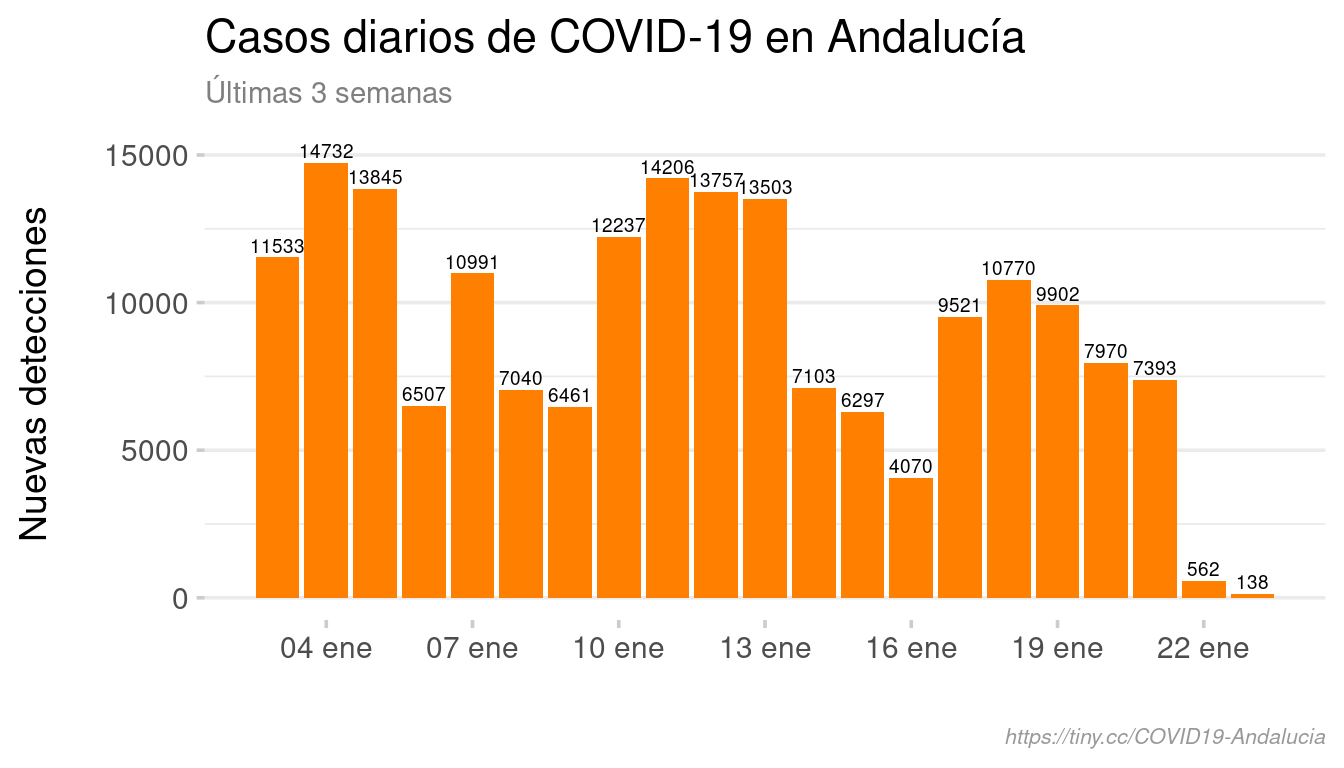 Casos diarios de COVID-19 en Andalucía
Últimas 3 semanas
Nuevas detecciones
15000
10000
5000
0
11533
14732
13845
6507
10991
7040
6461
12237
14206
13757
13503
7103
6297
4070
9521
10770
9902
7970
7393
562
138
04 ene
07 ene
10 ene
13 ene
16 ene
19 ene
22 ene
https://tiny.cc/COVID19-Andalucia